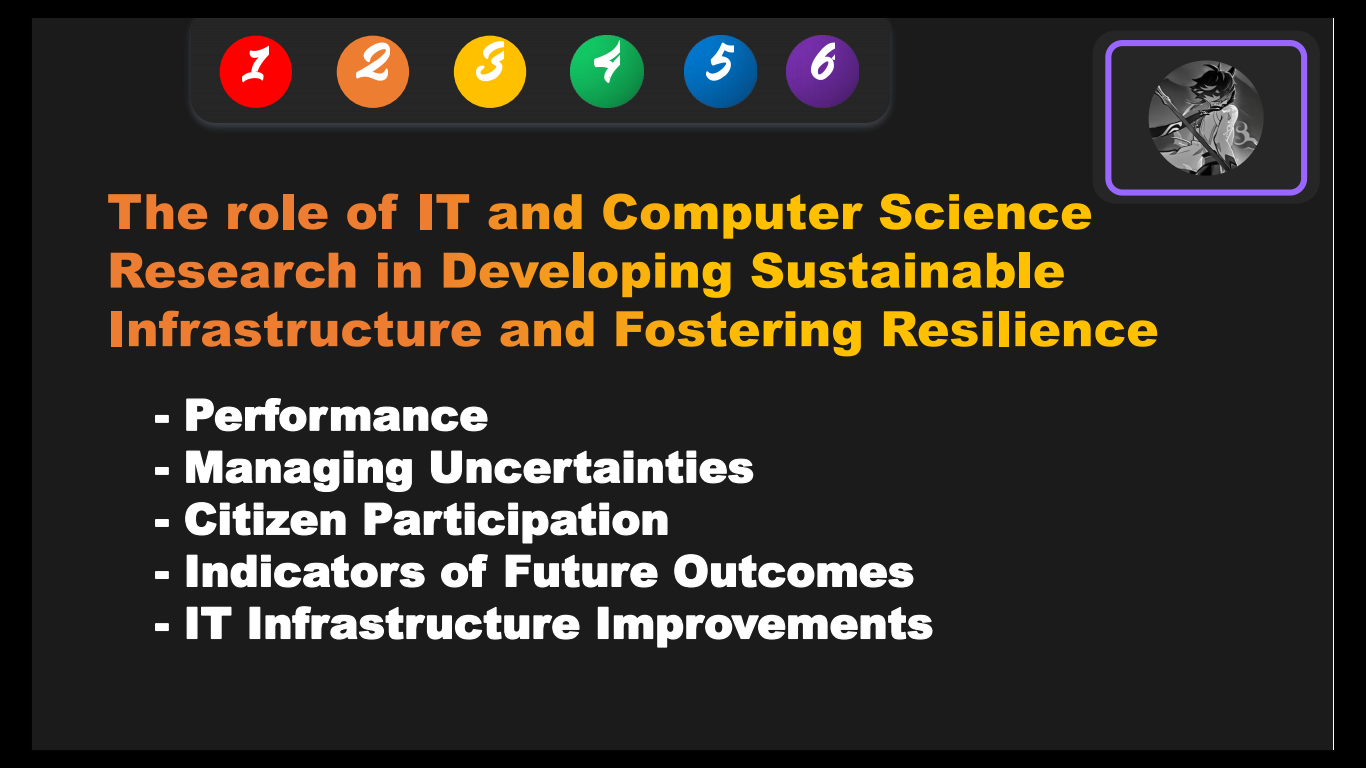 1 2 3 4 5 6
The role of IT and Computer Science
Research in Developing Sustainable
Infrastructure and Fostering Resilience
- Performance
- Managing Uncertainties
- Citizen Participation
- Indicators of Future Outcomes
- IT Infrastructure Improvements